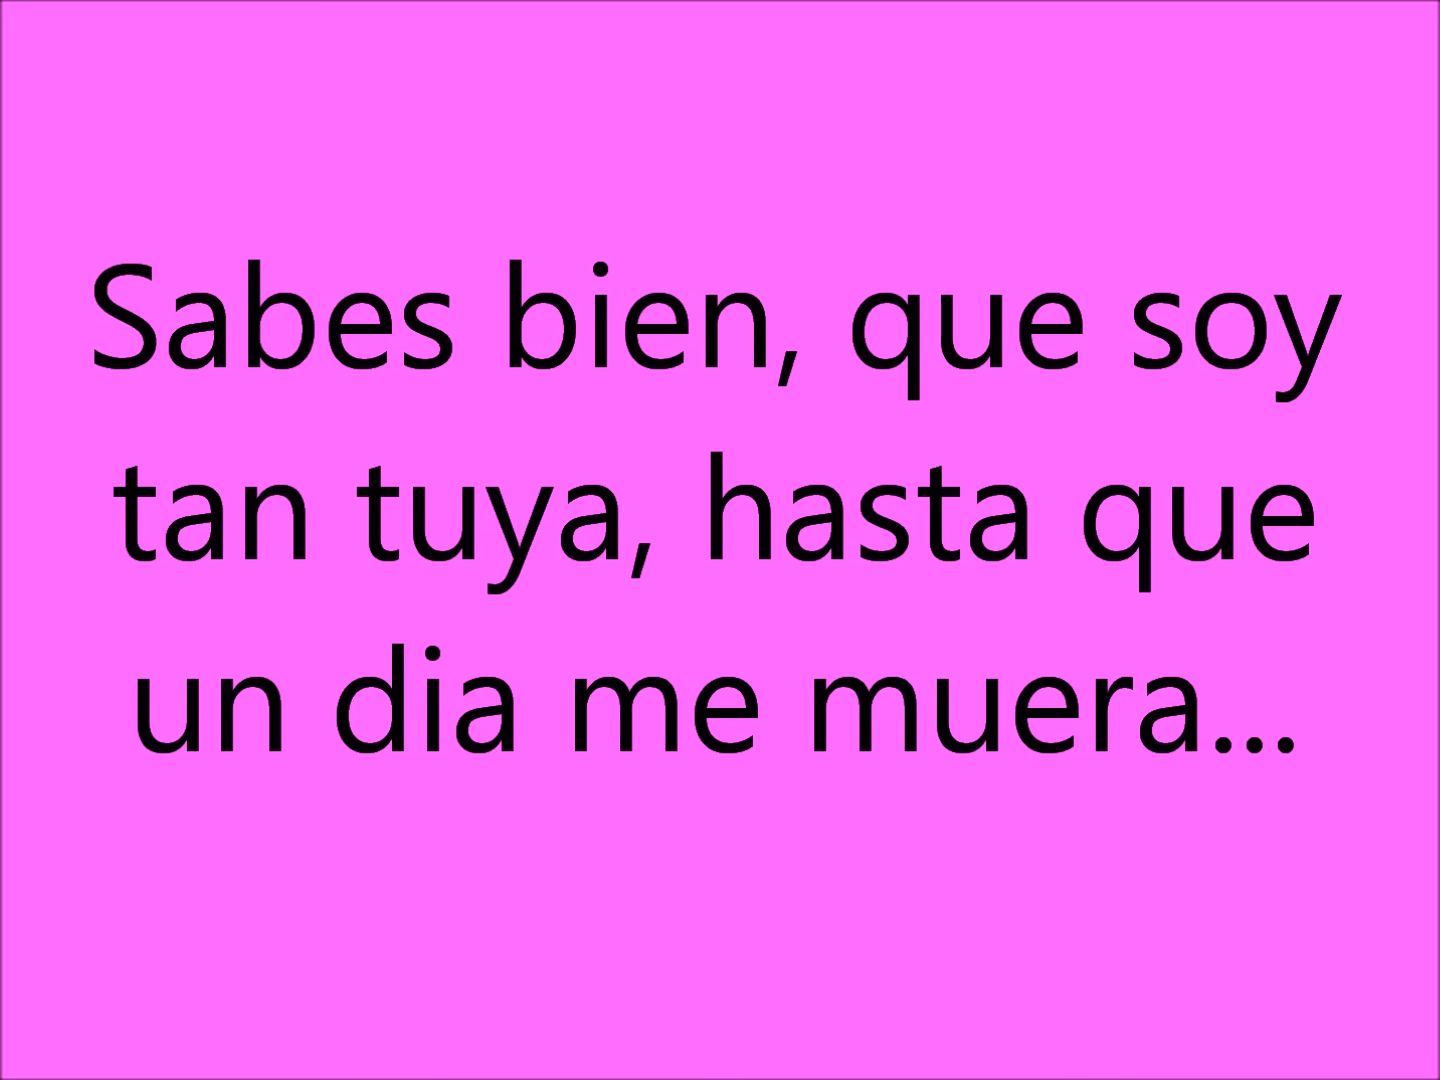 Sabes bien, que soy
tan tuya, hasta que
un dia me muera...